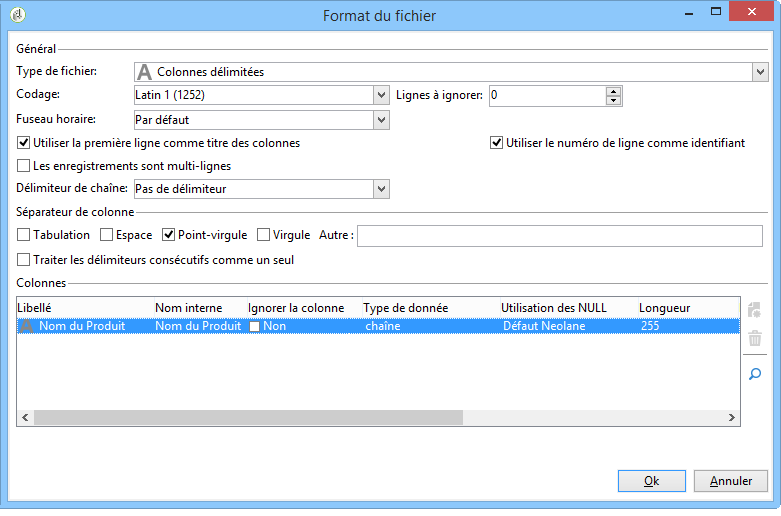 Format du fichier
Général
Type de fichier: Colonnes délimitées
Codage: Latin 1 (1252) Lignes à ignorer: 0
Fuseau horaire: Par défaut
Utiliser la première ligne comme titre des colonnes Utiliser le numéro de ligne comme identifiant
Les enregistrements sont multi-lignes
Délimiteur de chaîne: Pas de délimiteur
Séparateur de colonne
Tabulation Espace Point-virgule Virgule Autre :
Traiter les délimiteurs consécutifs comme un seul
Colonnes
Libellé Nom interne Ignorer la colonne Type de donnée Utilisation des NULL Longueur
Nom du Produit Nom du Produit Non chaîne Défaut Neolane 255
Ok Annuler